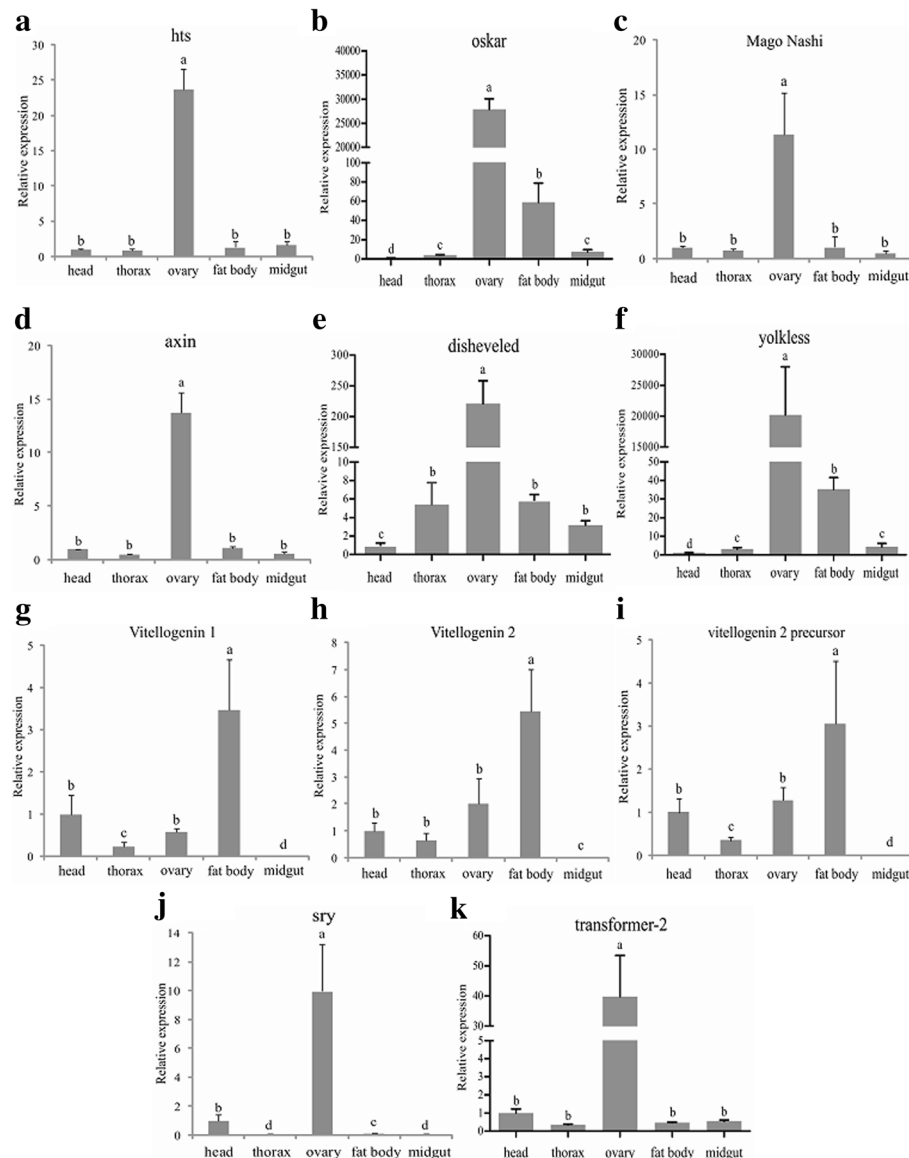 a
hts
Relative expression
30
25
20
15
10
5
0
b b a b b
head thorax ovary fat body midgut
b
oskar
Relative expression
40000
35000
30000
25000
20000
100
80
60
40
20
0
d c a b c
head thorax ovary fat body midgut
c
Mago Nashi
Relative expression
20
15
10
5
0
b b a b b
head thorax ovary fat body midgut
d
axin
Relative expression
20
15
10
5
0
b b a b b
head thorax ovary fat body midgut
e
disheveled
Relavive expression
300
250
200
150
8
6
4
2
0
c b a b b
head thorax ovary fat body midgut
f
yolkless
Relative expression
30000
25000
20000
15000
50
40
30
20
10
0
d c a b c
head thorax ovary fat body midgut
g
Vitellogenin 1
Relative expression
5
4
3
2
1
0
b c b a d
head thorax ovary fat body midgut
h
Vitellogenin 2
Relative expression
8
7
6
5
4
3
2
1
0
b b b a c
head thorax ovary fat body midgut
i
vitellogenin 2 precursor
Relative expression
5
4
3
2
1
0
b c b a d
head thorax ovary fat body midgut
j
sry
Relative expression
14
12
10
8
6
4
2
0
b d a c d
head thorax ovary fat body midgut
k
transformer-2
Relative expression
60
50
40
30
5
4
3
2
1
0
b b a b b
head thorax ovary fat body midgut